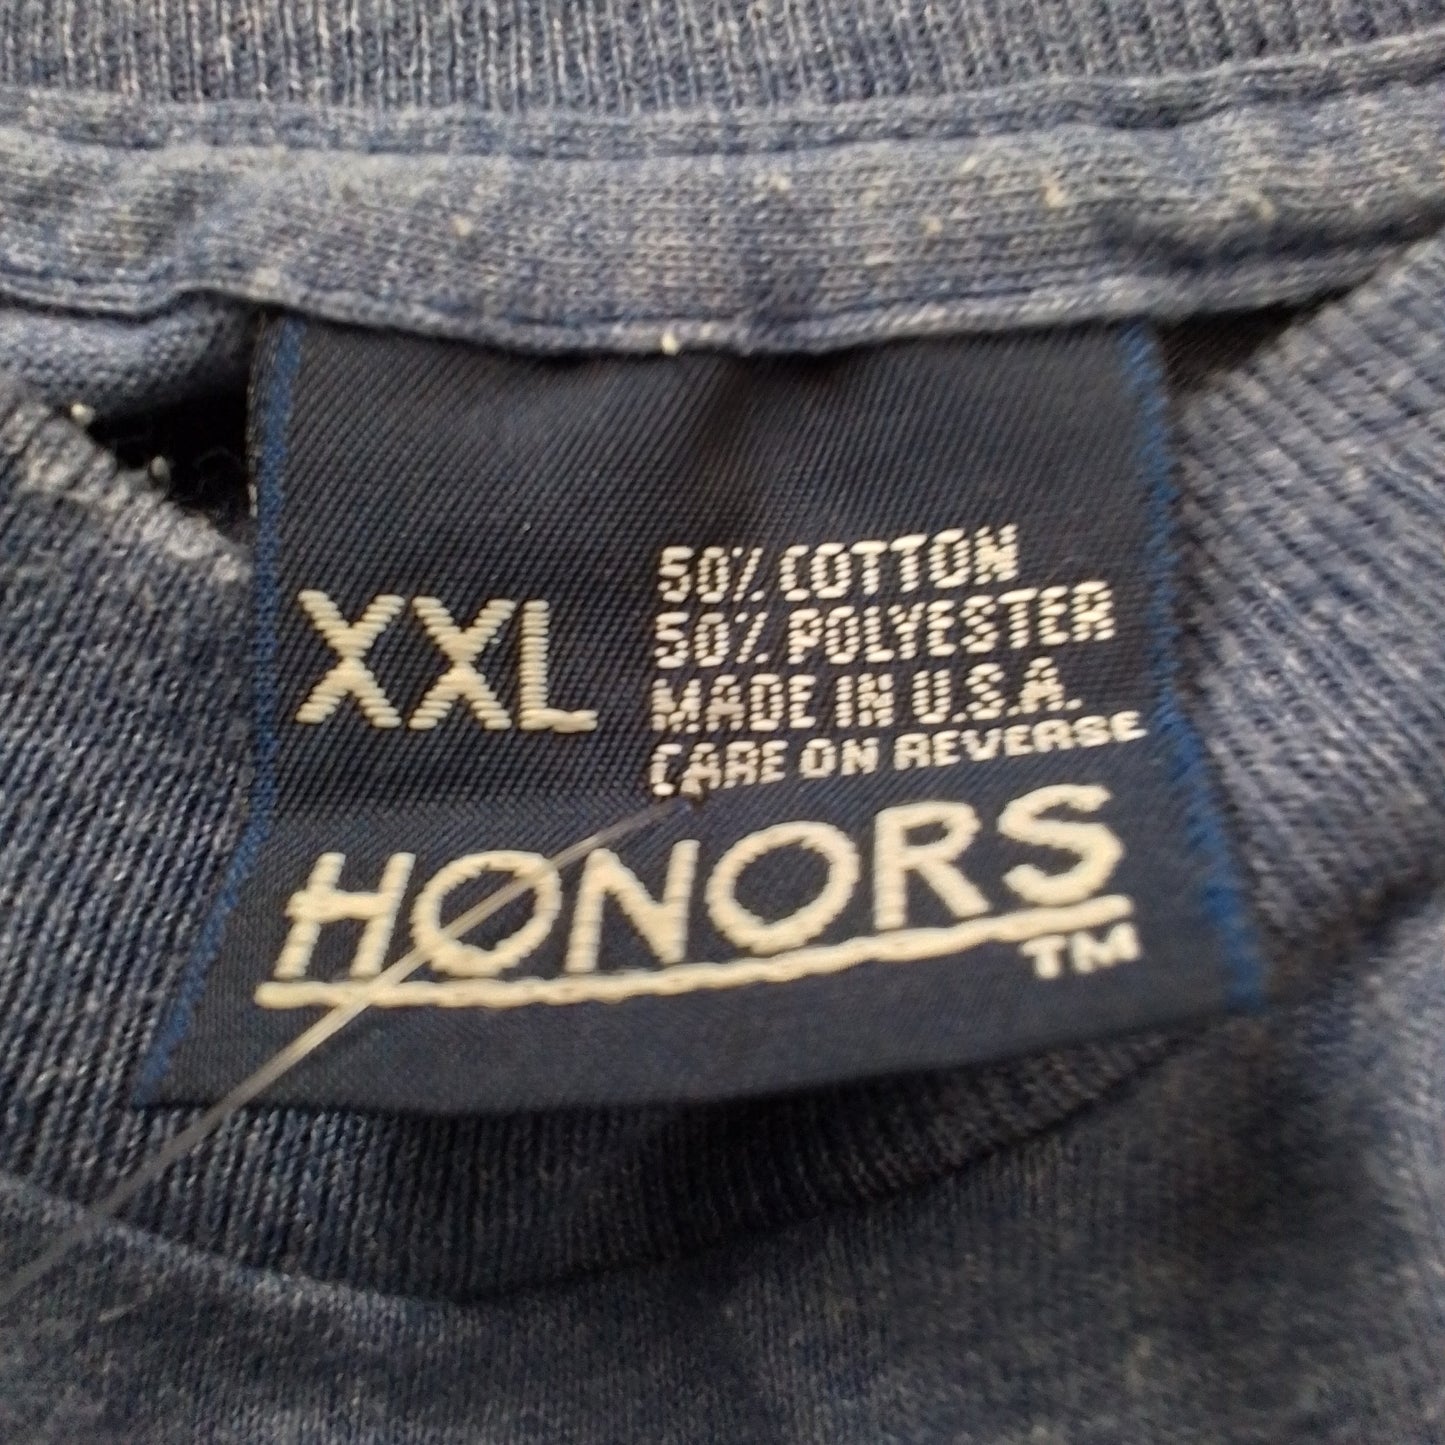 XXL
50% COTTON
50% POLYESTER
MADE IN U.S.A.
CARE ON REVERSE
HONORS
TM